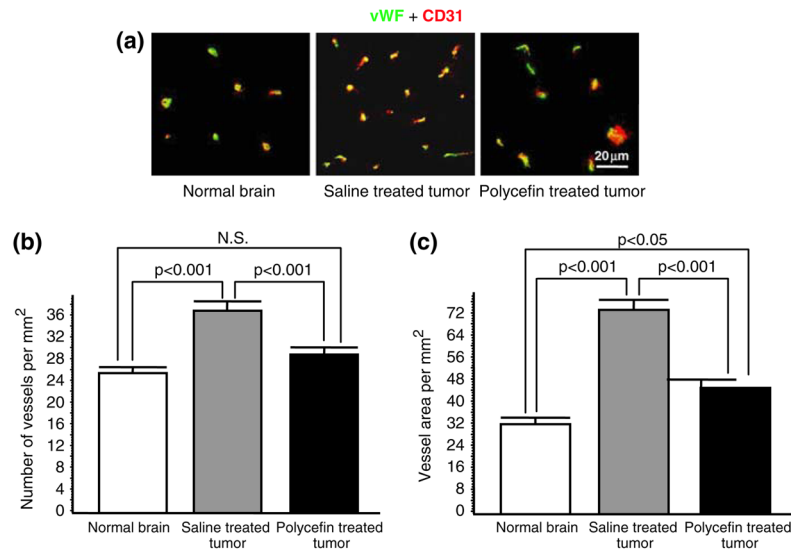 vWF + CD31
(a)
20 μm
Normal brain
Saline treated tumor
Polycefin treated tumor
(b)
N.S.
p<0.001
p<0.001
Number of vessels per mm²
36
32
28
24
20
16
12
8
4
0
Normal brain
Saline treated
tumor
Polycefin treated
tumor
(c)
p<0.05
p<0.001
p<0.001
Vessel area per mm²
72
64
56
48
40
32
24
16
8
0
Normal brain
Saline treated
tumor
Polycefin treated
tumor